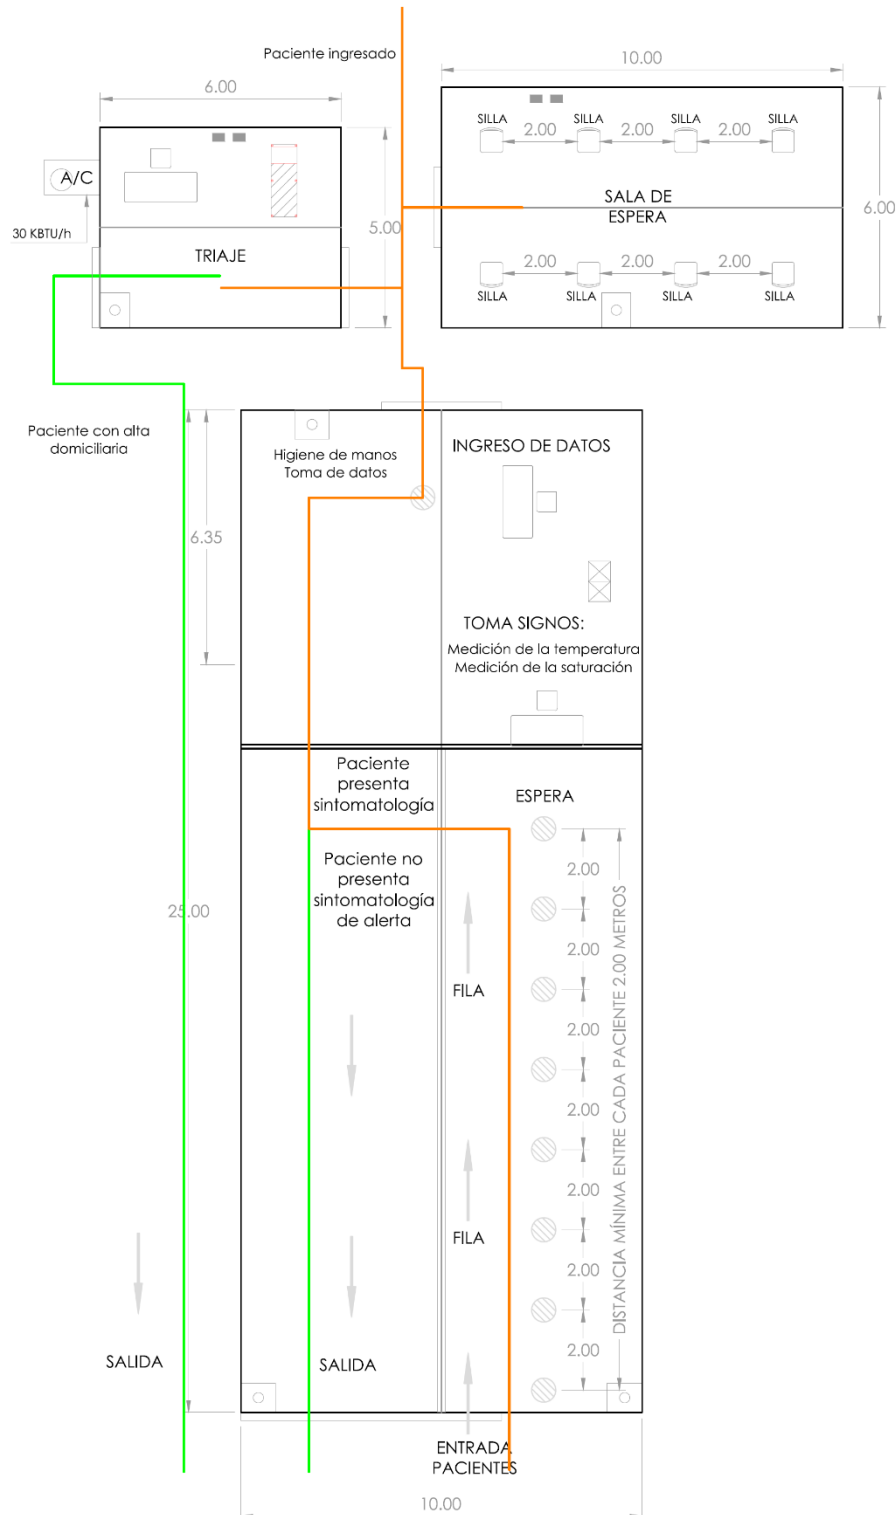 Paciente ingresado
6.00
10.00
SILLA
SILLA
SILLA
SILLA
2.00
2.00
2.00
A/C
30 KBTU/h
5.00
TRIAJE
SALA DE
ESPERA
6.00
2.00
2.00
2.00
SILLA
SILLA
SILLA
SILLA
Paciente con alta
domiciliaria
Higiene de manos
Toma de datos
INGRESO DE DATOS
6.35
TOMA SIGNOS:
Medición de la temperatura
Medición de la saturación
Paciente
presenta
sintomatología
ESPERA
Paciente no
presenta
sintomatología
de alerta
25.00
2.00
2.00
2.00
2.00
2.00
2.00
2.00
DISTANCIA MÍNIMA ENTRE CADA PACIENTE 2.00 METROS
FILA
FILA
SALIDA
SALIDA
ENTRADA
PACIENTES
10.00